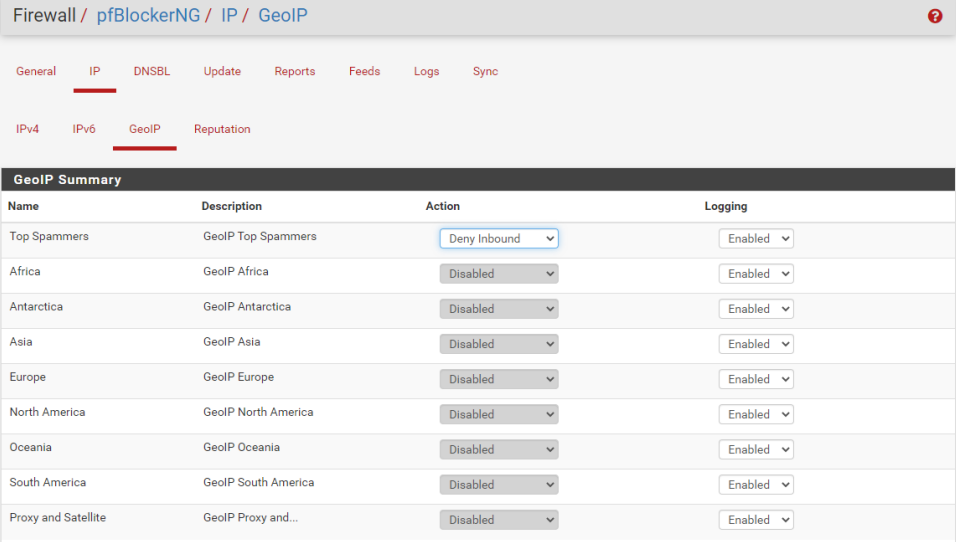 Firewall / pfBlockerNG / IP / GeoIP
General IP DNSBL Update Reports Feeds Logs Sync
IPv4 IPv6 GeoIP Reputation
GeoIP Summary
Name Description Action Logging
Top Spammers GeoIP Top Spammers Deny Inbound Enabled
Africa GeoIP Africa Disabled Enabled
Antarctica GeoIP Antarctica Disabled Enabled
Asia GeoIP Asia Disabled Enabled
Europe GeoIP Europe Disabled Enabled
North America GeoIP North America Disabled Enabled
Oceania GeoIP Oceania Disabled Enabled
South America GeoIP South America Disabled Enabled
Proxy and Satellite GeoIP Proxy and... Disabled Enabled